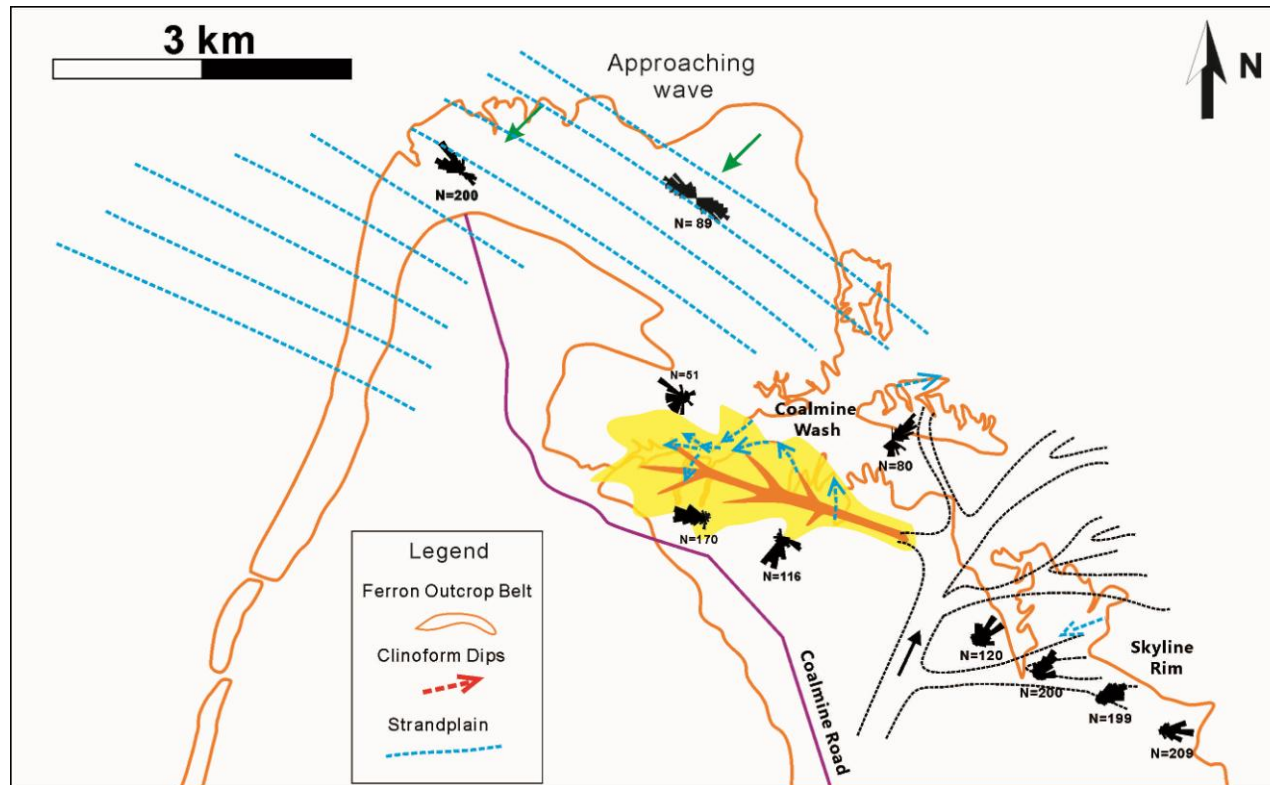 3 km
Approaching
wave
N
N=200
N= 89
N=51
Coalmine
Wash
N=80
N=170
N=116
Legend
Ferron Outcrop Belt
Clinoform Dips
Strandplain
Coalmine Road
N=120
Skyline
Rim
N=200
N=199
N=209